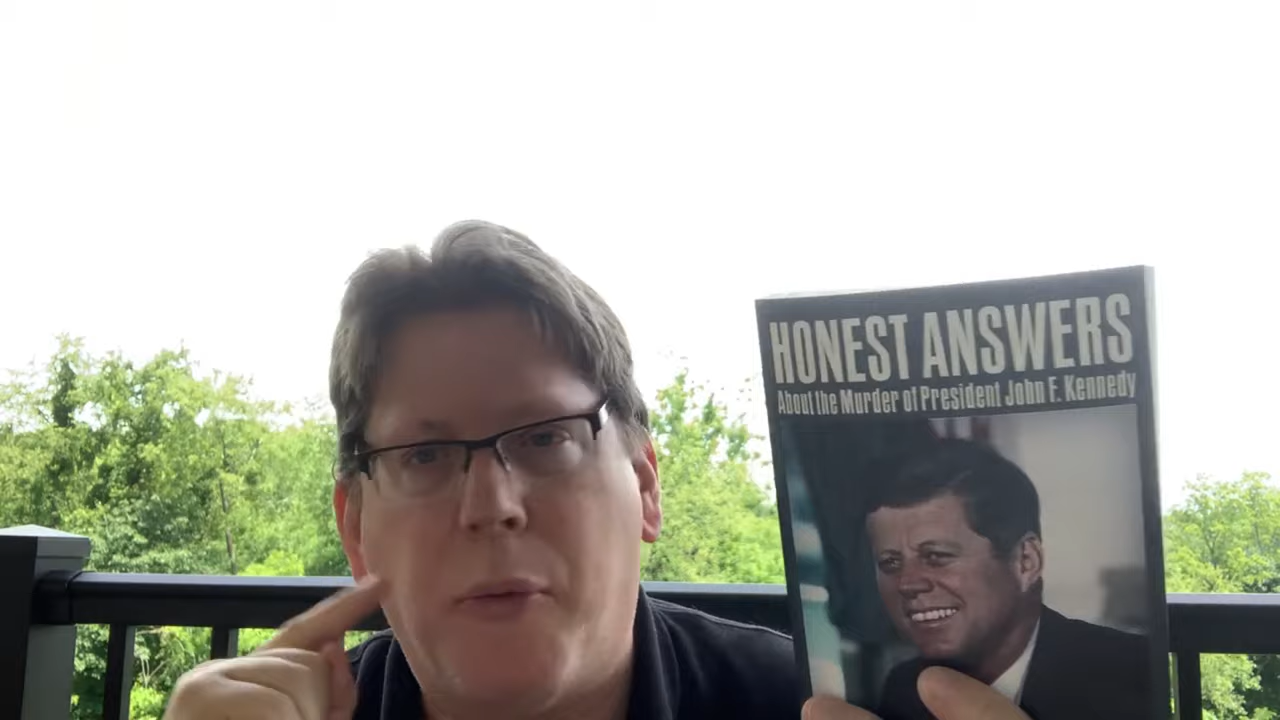 HONEST ANSWERS
About the Murder of President John F. Kennedy